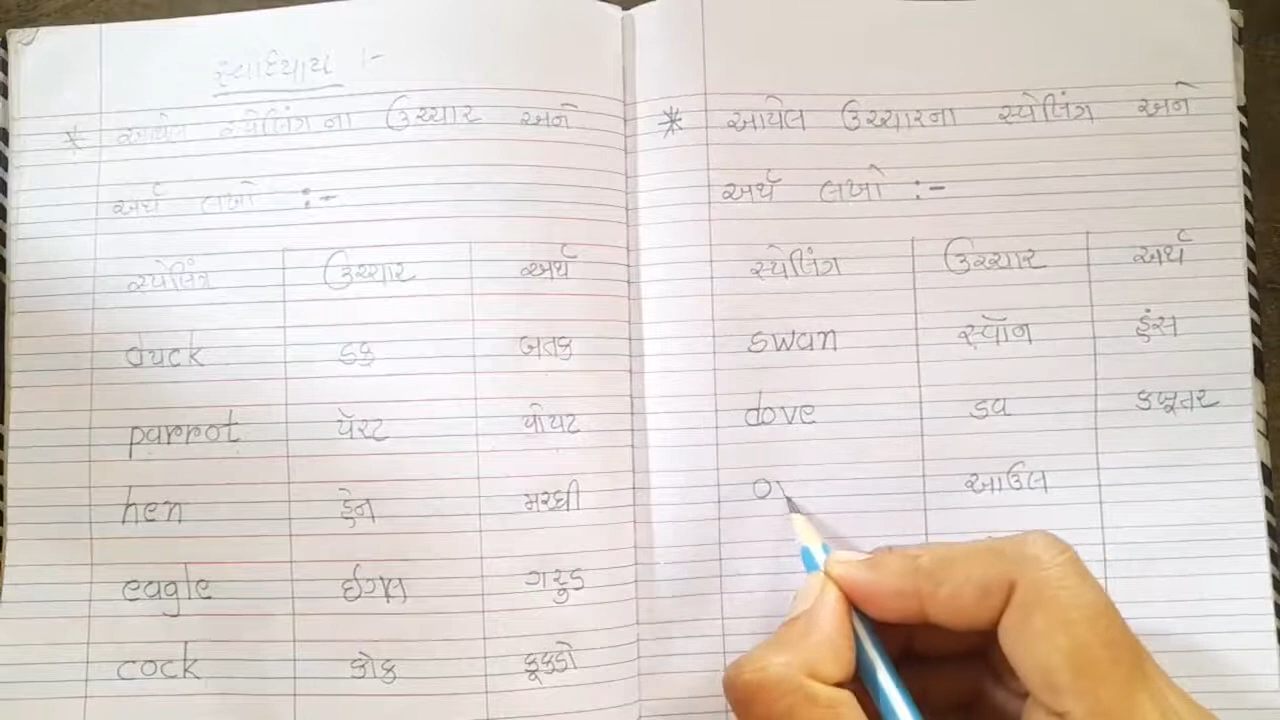 સ્વાધ્યાય :-
* આપેલ સ્પેલિંગના ઉચ્ચાર અને
અર્થ લખો :-
સ્પેલિંગ ઉચ્ચાર અર્થ
duck ડક બતક
parrot પૅરટ પોપટ
hen હેન મરઘી
eagle ઈગલ ગરુડ
cock કોક કૂકડો
* આપેલ ઉચ્ચારના સ્પેલિંગ અને
અર્થ લખો :-
સ્પેલિંગ ઉચ્ચાર અર્થ
swan સ્વૉન હંસ
dove ડવ કબૂતર
o આઉલ